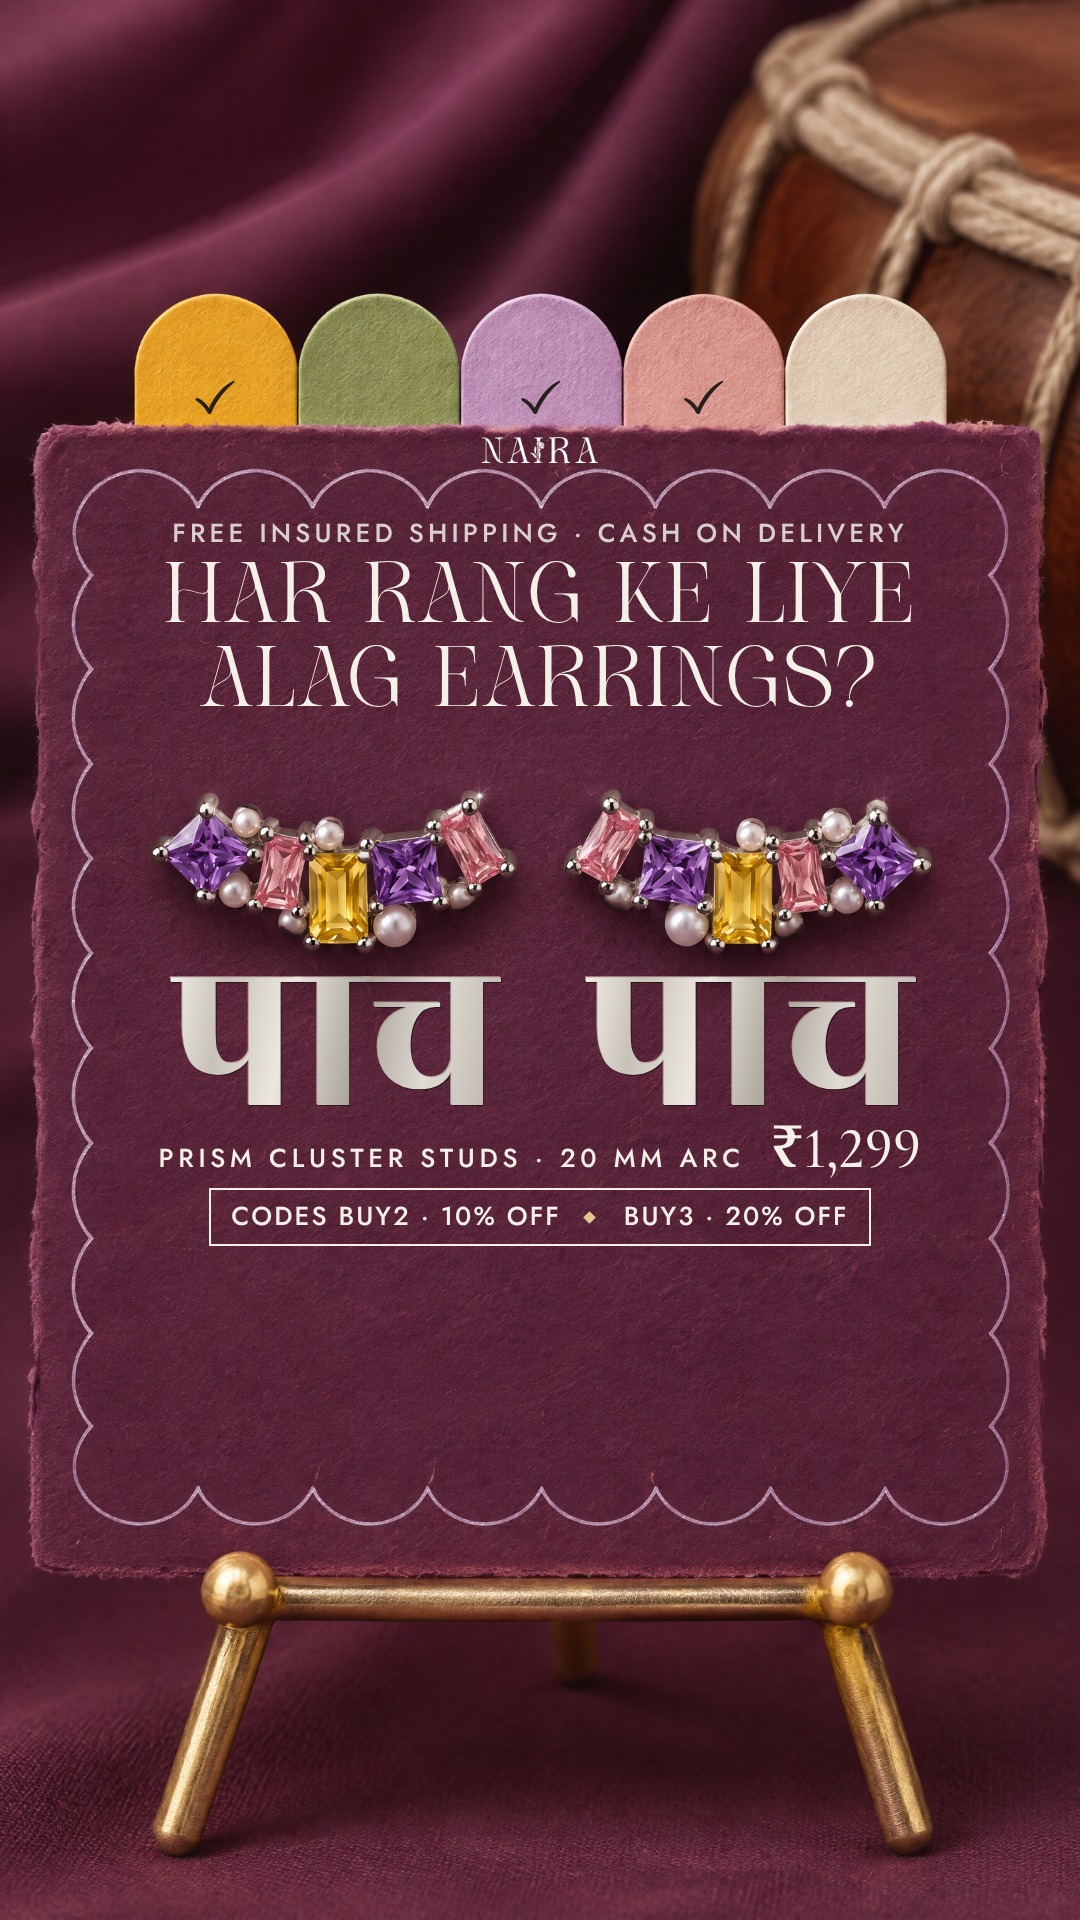 NAIRA
FREE INSURED SHIPPING · CASH ON DELIVERY
HAR RANG KE LIYE
ALAG EARRINGS?
पाच पाच
PRISM CLUSTER STUDS · 20 MM ARC ₹1,299
CODES BUY2 · 10% OFF ◆ BUY3 · 20% OFF